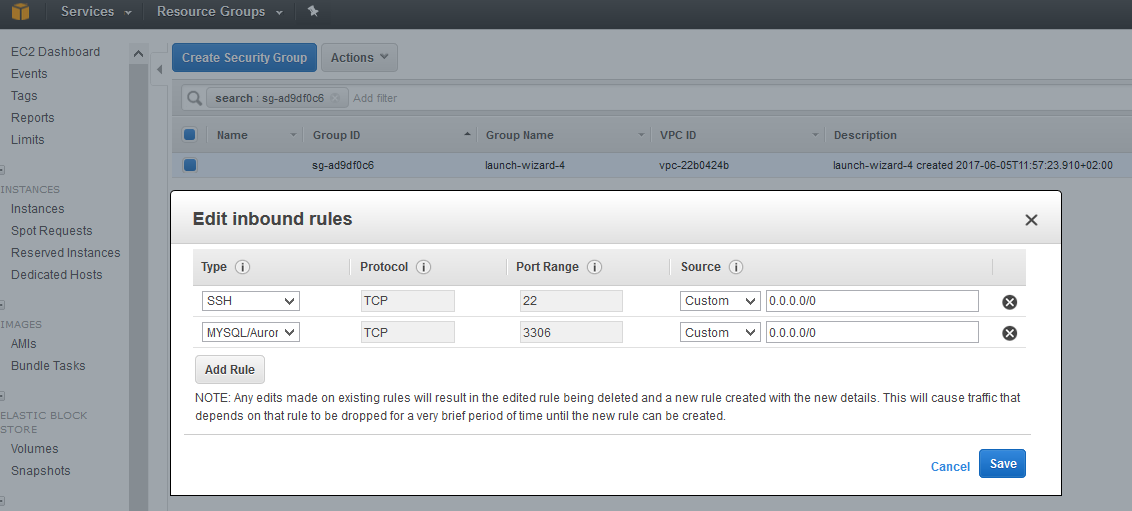 Services Resource Groups
EC2 Dashboard
Events
Tags
Reports
Limits
INSTANCES
Instances
Spot Requests
Reserved Instances
Dedicated Hosts
IMAGES
AMIs
Bundle Tasks
ELASTIC BLOCK
STORE
Volumes
Snapshots
Create Security Group Actions
search : sg-ad9df0c6 Add filter
Name Group ID Group Name VPC ID Description
sg-ad9df0c6 launch-wizard-4 vpc-22b0424b launch-wizard-4 created 2017-06-05T11:57:23.910+02:00
Edit inbound rules
Type Protocol Port Range Source
SSH TCP 22 Custom 0.0.0.0/0
MYSQL/Auror TCP 3306 Custom 0.0.0.0/0
Add Rule
NOTE: Any edits made on existing rules will result in the edited rule being deleted and a new rule created with the new details. This will cause traffic that
depends on that rule to be dropped for a very brief period of time until the new rule can be created.
Cancel Save